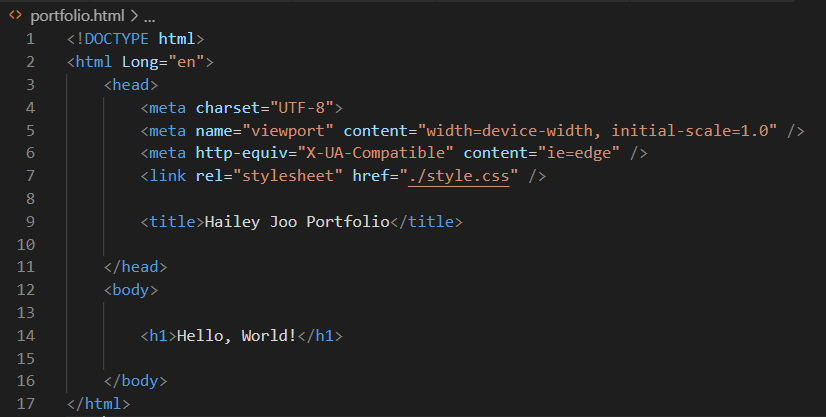 <> portfolio.html > ...
1 <!DOCTYPE html>
2 <html Long="en">
3 <head>
4 <meta charset="UTF-8">
5 <meta name="viewport" content="width=device-width, initial-scale=1.0" />
6 <meta http-equiv="X-UA-Compatible" content="ie=edge" />
7 <link rel="stylesheet" href="./style.css" />
8
9 <title>Hailey Joo Portfolio</title>
10
11 </head>
12 <body>
13
14 <h1>Hello, World!</h1>
15
16 </body>
17 </html>